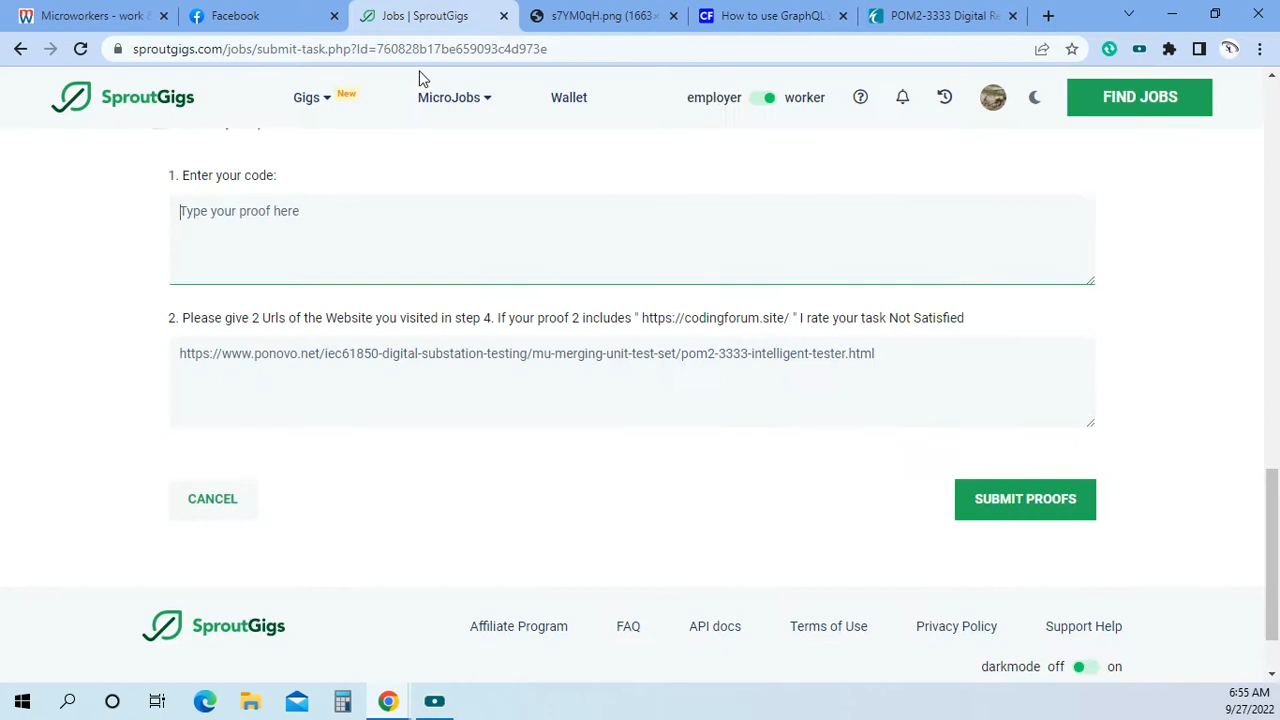 Microworkers - work &
Facebook
Jobs | SproutGigs
s7YM0qH.png (1663×
CF How to use GraphQL's
POM2-3333 Digital Re
sproutgigs.com/jobs/submit-task.php?Id=760828b17be659093c4d973e
SproutGigs
Gigs
New
MicroJobs
Wallet
employer
worker
FIND JOBS
1. Enter your code:
Type your proof here
2. Please give 2 Urls of the Website you visited in step 4. If your proof 2 includes " https://codingforum.site/ " I rate your task Not Satisfied
https://www.ponovo.net/iec61850-digital-substation-testing/mu-merging-unit-test-set/pom2-3333-intelligent-tester.html
CANCEL
SUBMIT PROOFS
SproutGigs
Affiliate Program
FAQ
API docs
Terms of Use
Privacy Policy
Support Help
darkmode off on
6:55 AM
9/27/2022